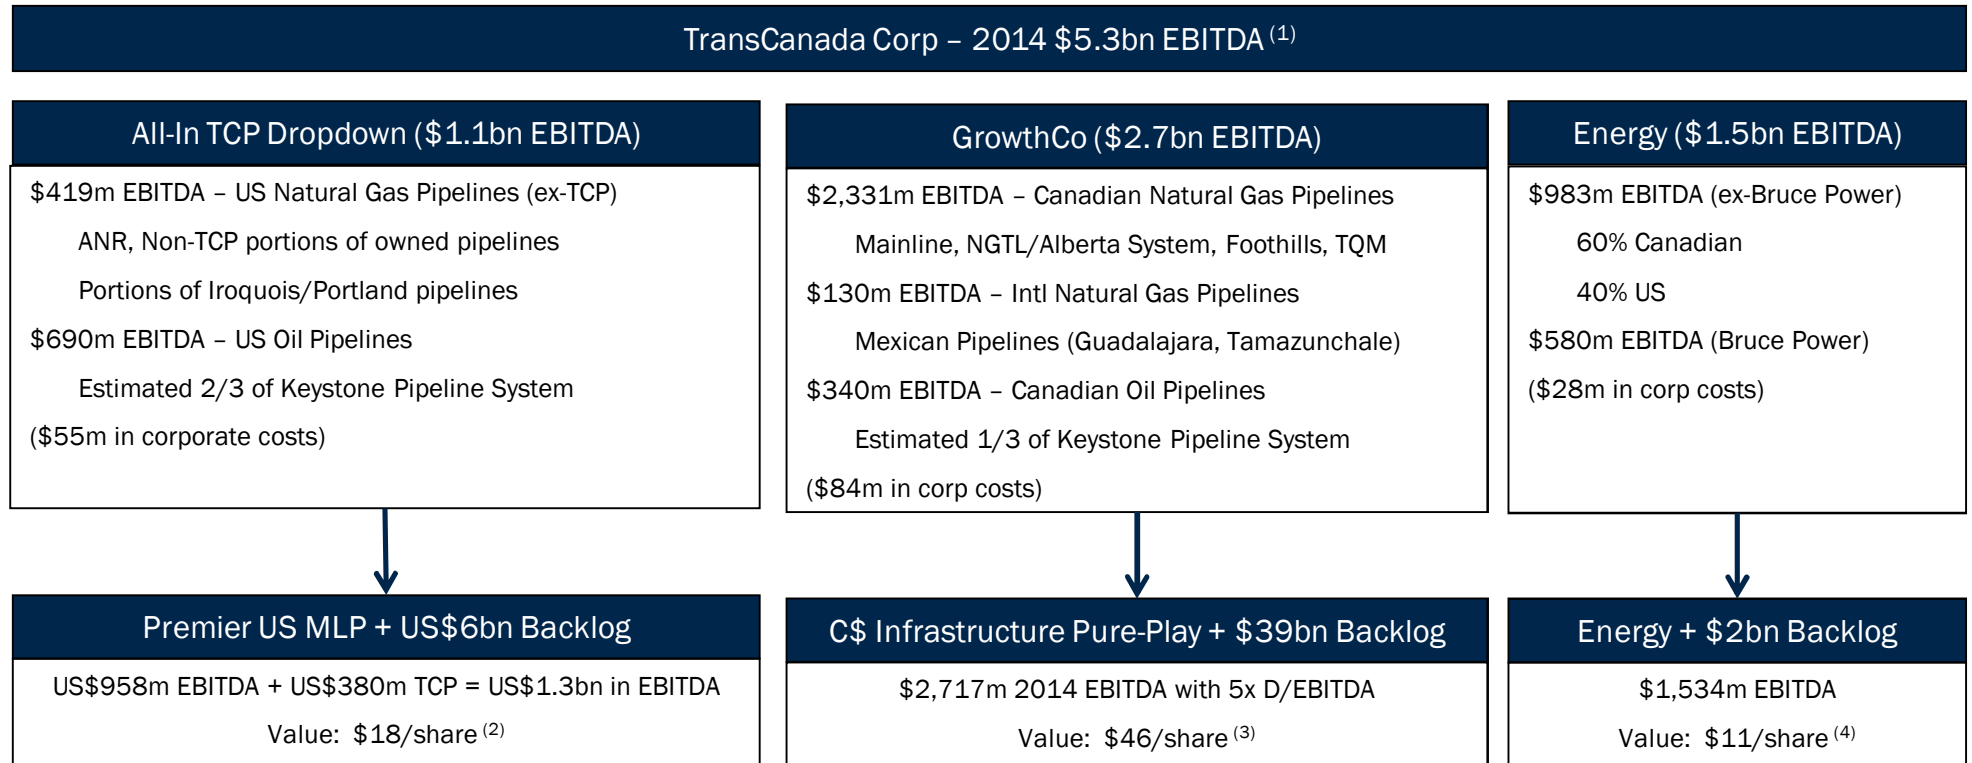 TransCanada Corp – 2014 $5.3bn EBITDA (1)
All-In TCP Dropdown ($1.1bn EBITDA)
$419m EBITDA – US Natural Gas Pipelines (ex-TCP)
ANR, Non-TCP portions of owned pipelines
Portions of Iroquois/Portland pipelines
$690m EBITDA – US Oil Pipelines
Estimated 2/3 of Keystone Pipeline System
($55m in corporate costs)
GrowthCo ($2.7bn EBITDA)
$2,331m EBITDA – Canadian Natural Gas Pipelines
Mainline, NGTL/Alberta System, Foothills, TQM
$130m EBITDA – Intl Natural Gas Pipelines
Mexican Pipelines (Guadalajara, Tamazunchale)
$340m EBITDA – Canadian Oil Pipelines
Estimated 1/3 of Keystone Pipeline System
($84m in corp costs)
Energy ($1.5bn EBITDA)
$983m EBITDA (ex-Bruce Power)
60% Canadian
40% US
$580m EBITDA (Bruce Power)
($28m in corp costs)
Premier US MLP + US$6bn Backlog
US$958m EBITDA + US$380m TCP = US$1.3bn in EBITDA
Value: $18/share (2)
C$ Infrastructure Pure-Play + $39bn Backlog
$2,717m 2014 EBITDA with 5x D/EBITDA
Value: $46/share (3)
Energy + $2bn Backlog
$1,534m EBITDA
Value: $11/share (4)